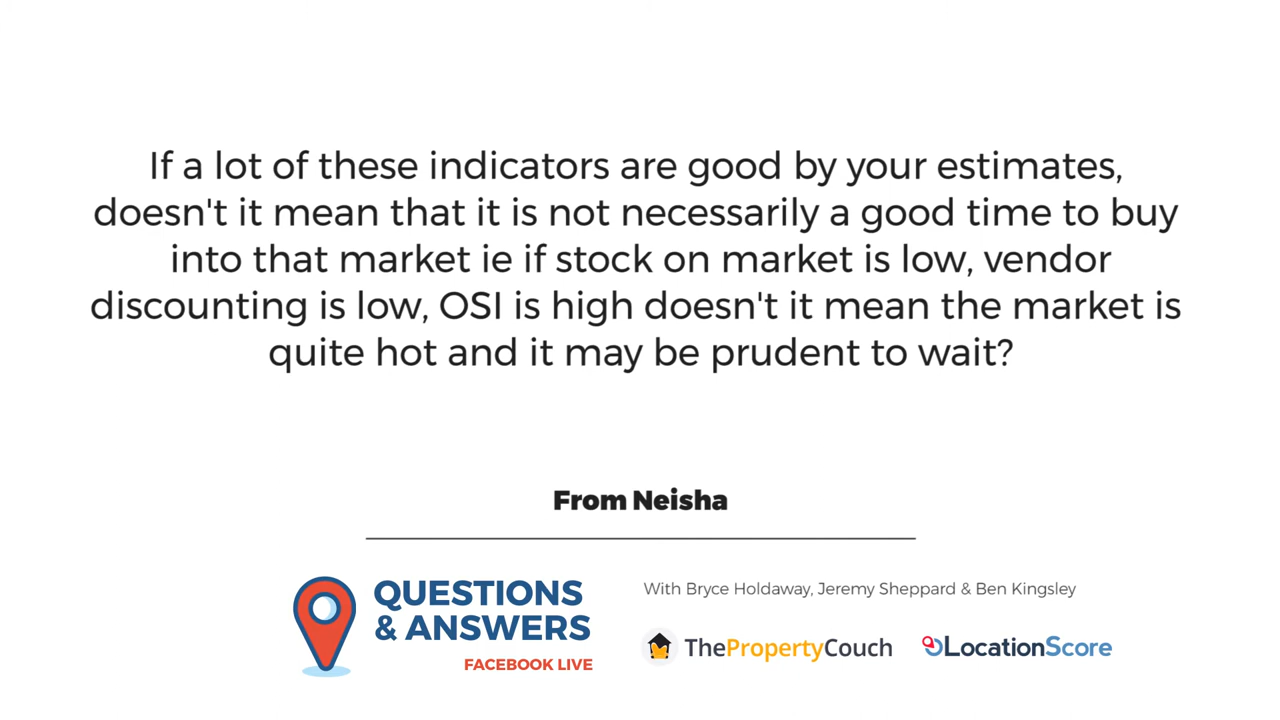 If a lot of these indicators are good by your estimates,
doesn't it mean that it is not necessarily a good time to buy
into that market ie if stock on market is low, vendor
discounting is low, OSI is high doesn't it mean the market is
quite hot and it may be prudent to wait?
From Neisha
QUESTIONS
& ANSWERS
FACEBOOK LIVE
With Bryce Holdaway, Jeremy Sheppard & Ben Kingsley
ThePropertyCouch
LocationScore